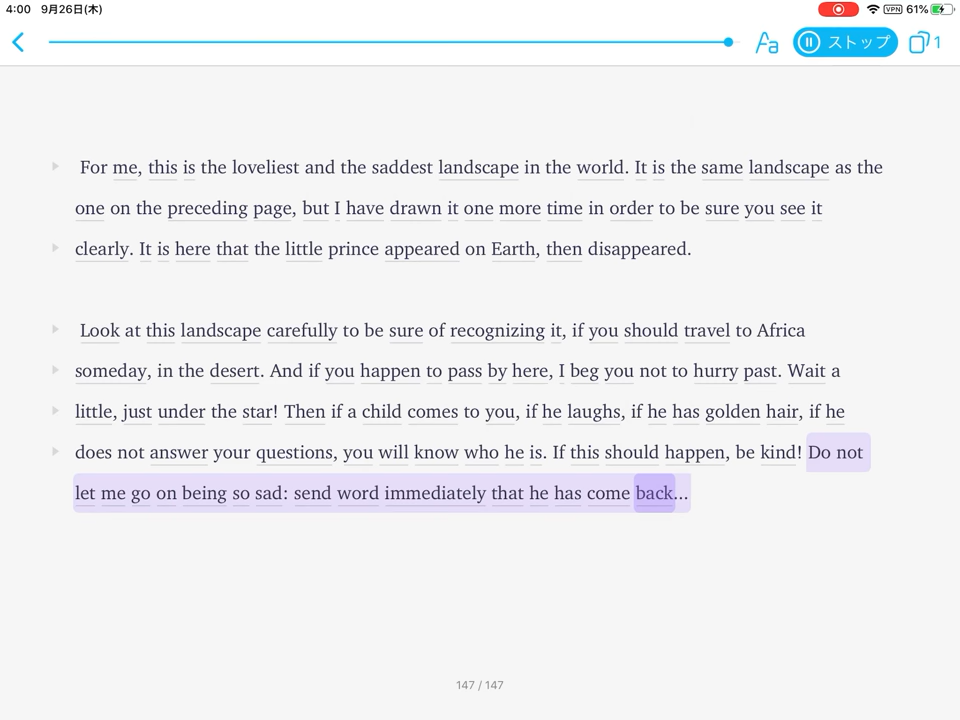 4:00 9月26日(木)
VPN 61%
ぁあ ストップ 1
For me, this is the loveliest and the saddest landscape in the world. It is the same landscape as the
one on the preceding page, but I have drawn it one more time in order to be sure you see it
clearly. It is here that the little prince appeared on Earth, then disappeared.
Look at this landscape carefully to be sure of recognizing it, if you should travel to Africa
someday, in the desert. And if you happen to pass by here, I beg you not to hurry past. Wait a
little, just under the star! Then if a child comes to you, if he laughs, if he has golden hair, if he
does not answer your questions, you will know who he is. If this should happen, be kind! Do not
let me go on being so sad: send word immediately that he has come back...
147 / 147